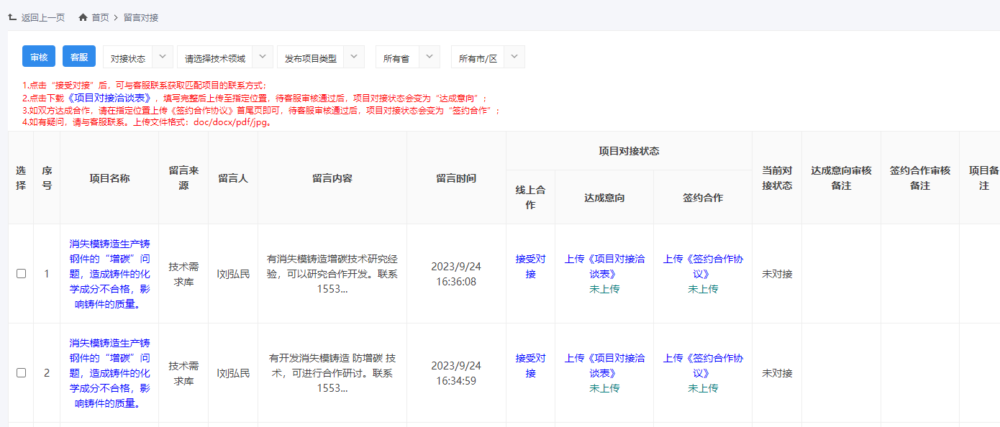 返回上一页 首页 > 留言对接
审核 客服 对接状态 请选择技术领域 发布项目类型 所有省 所有市/区
1.点击“接受对接”后，可与客服联系获取匹配项目的联系方式；
2.点击下载《项目对接洽谈表》，填写完整后上传至指定位置，待客服审核通过后，项目对接状态会变为“达成意向”；
3.如双方达成合作，请在指定位置上传《签约合作协议》首尾页即可，待客服审核通过后，项目对接状态会变为“签约合作”；
4.如有疑问，请与客服联系。上传文件格式：doc/docx/pdf/jpg。
选
择
序
号
项目名称
留言来
源
留言人
留言内容
留言时间
项目对接状态
线上合
作
达成意向
签约合作
当前对
接状态
达成意向审核
备注
签约合作审核
备注
项目备
注
1
消失模铸造生产铸
钢件的“增碳”问
题，造成铸件的化
学成分不合格，影
响铸件的质量。
技术需
求库
l刘弘民
有消失模铸造增碳技术研究经
验，可以研究合作开发。联系
1553...
2023/9/24
16:36:08
接受对
接
上传《项目对接洽
谈表》
未上传
上传《签约合作协
议》
未上传
未对接
2
消失模铸造生产铸
钢件的“增碳”问
题，造成铸件的化
学成分不合格，影
响铸件的质量。
技术需
求库
l刘弘民
有开发消失模铸造 防增碳 技
术，可进行合作研讨。联系
1553...
2023/9/24
16:34:59
接受对
接
上传《项目对接洽
谈表》
未上传
上传《签约合作协
议》
未上传
未对接